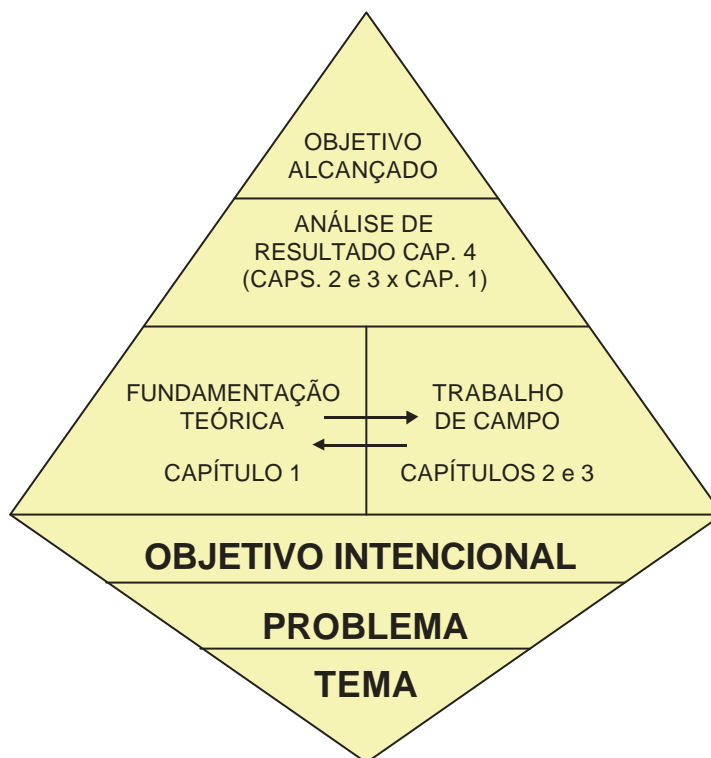 OBJETIVO
ALCANÇADO
ANÁLISE DE
RESULTADO CAP. 4
(CAPS. 2 e 3 x CAP. 1)
FUNDAMENTAÇÃO
TEÓRICA
CAPÍTULO 1
TRABALHO
DE CAMPO
CAPÍTULOS 2 e 3
OBJETIVO INTENCIONAL
PROBLEMA
TEMA